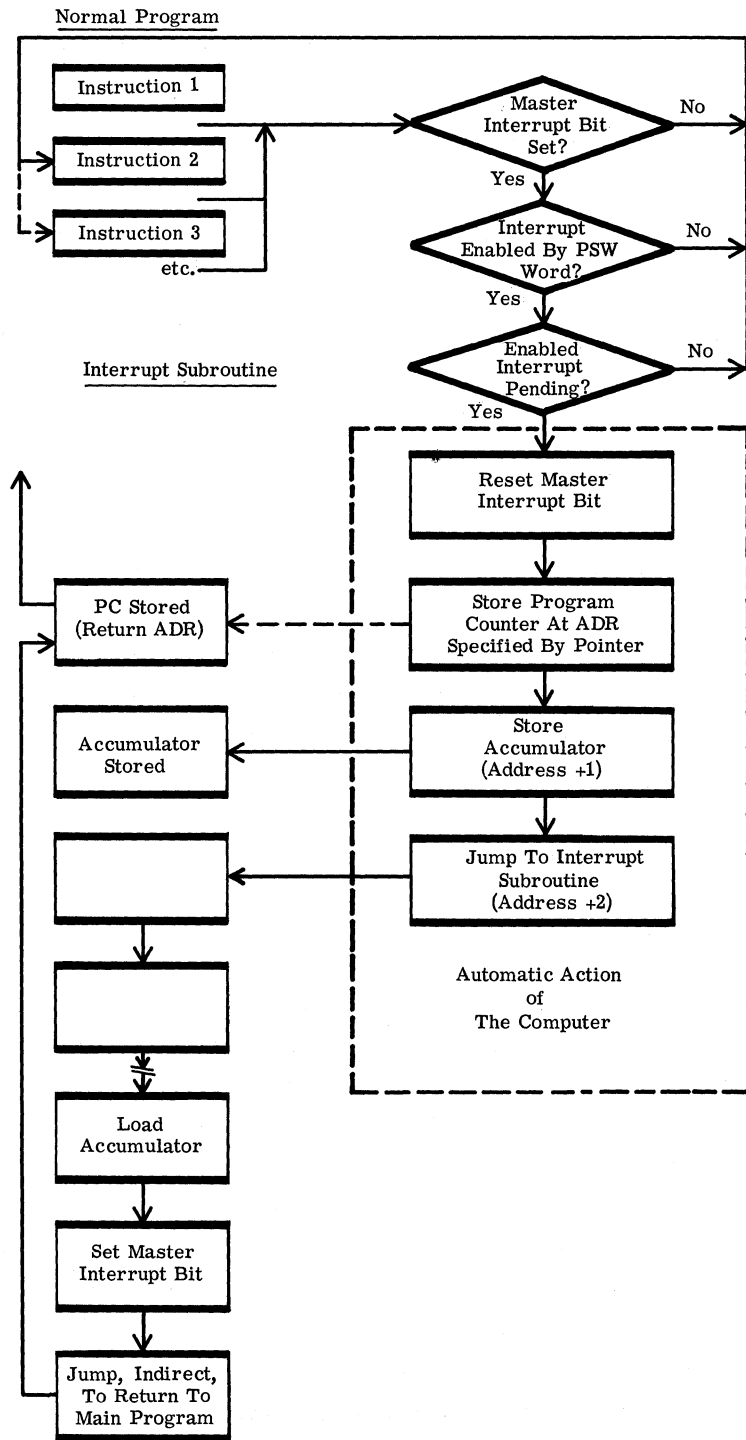 Normal Program
Instruction 1
Instruction 2
Instruction 3
etc.
Master
Interrupt Bit
Set?
No
Yes
Interrupt
Enabled By PSW
Word?
No
Yes
Enabled
Interrupt
Pending?
No
Yes
Interrupt Subroutine
Reset Master
Interrupt Bit
PC Stored
(Return ADR)
Store Program
Counter At ADR
Specified By Pointer
Accumulator
Stored
Store
Accumulator
(Address +1)
Jump To Interrupt
Subroutine
(Address +2)
Automatic Action
of
The Computer
Load
Accumulator
Set Master
Interrupt Bit
Jump, Indirect,
To Return To
Main Program